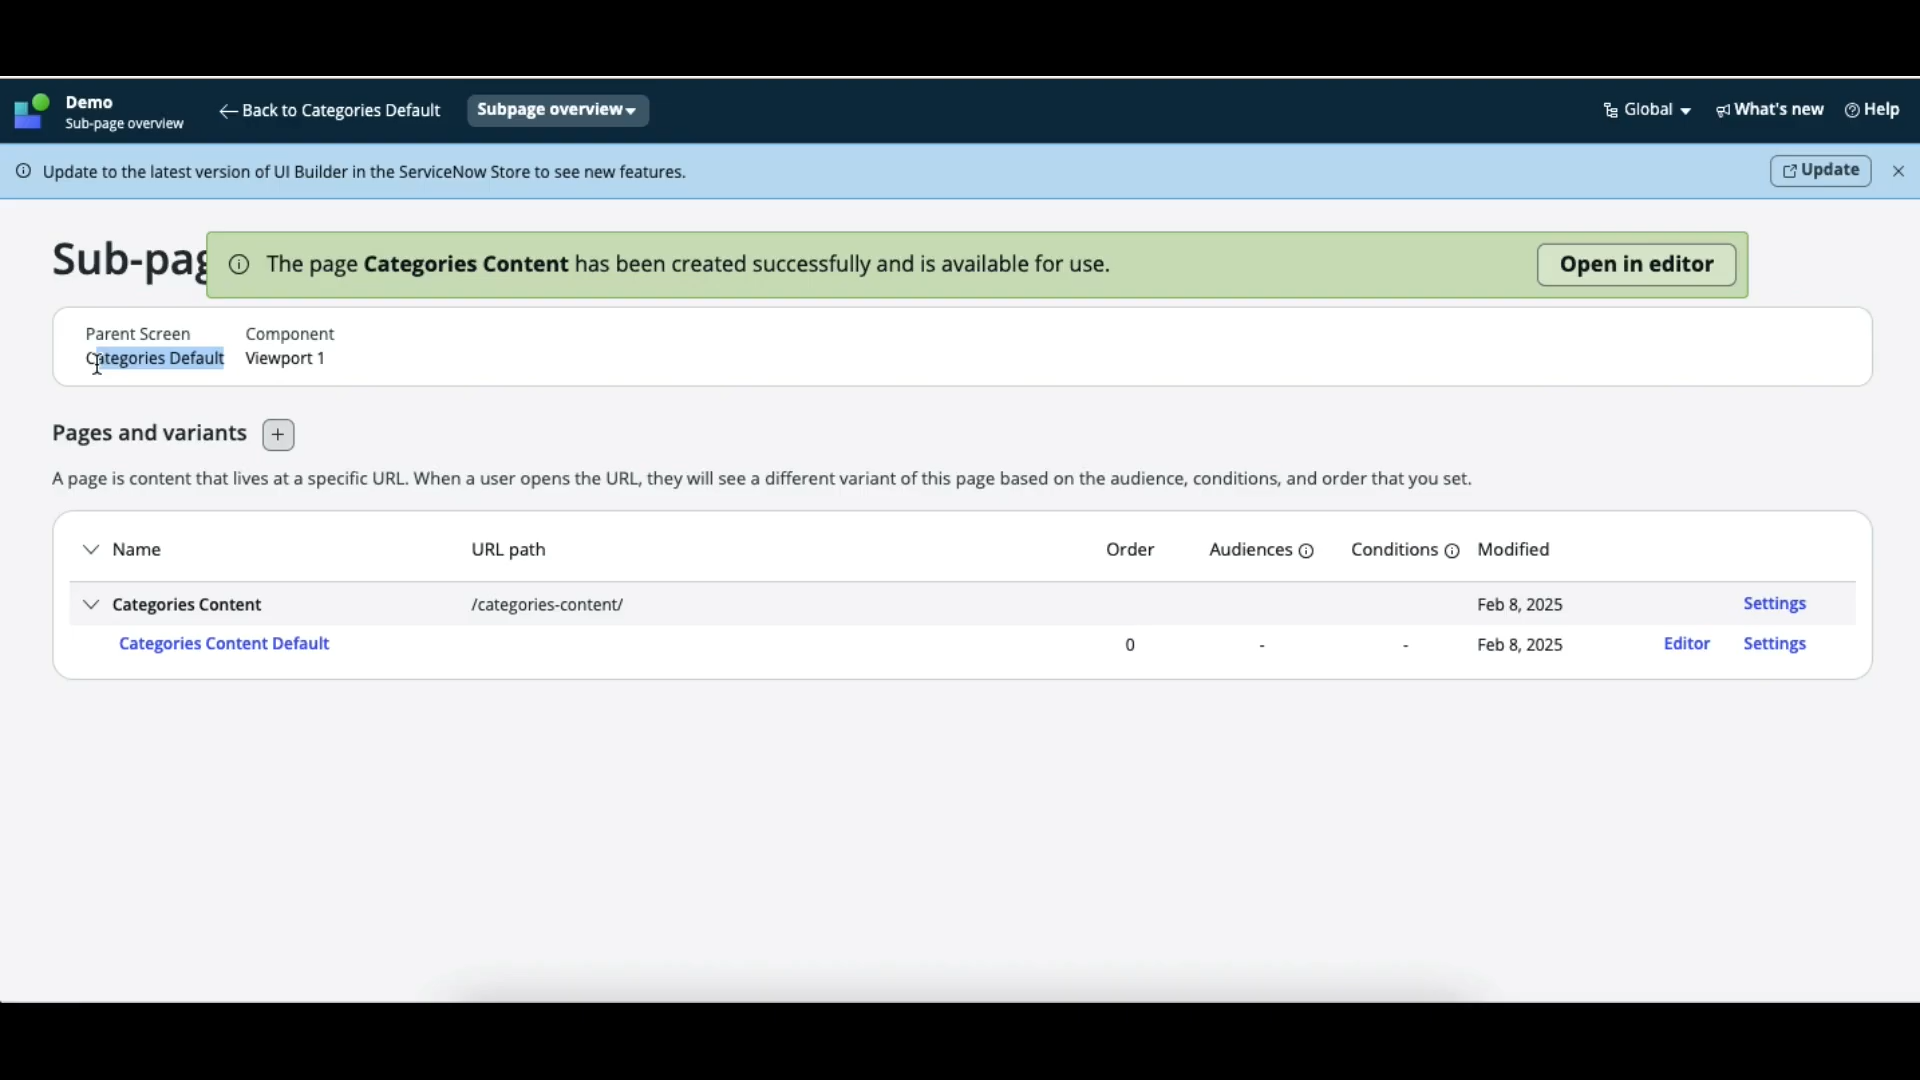 Demo
Sub-page overview
Back to Categories Default
Subpage overview
Global
What's new
Help
Update to the latest version of UI Builder in the ServiceNow Store to see new features.
Update
Sub-pag
The page Categories Content has been created successfully and is available for use.
Open in editor
Parent Screen Component
Categories Default Viewport 1
Pages and variants
A page is content that lives at a specific URL. When a user opens the URL, they will see a different variant of this page based on the audience, conditions, and order that you set.
Name URL path Order Audiences Conditions Modified
Categories Content /categories-content/ Feb 8, 2025 Settings
Categories Content Default 0 - - Feb 8, 2025 Editor Settings